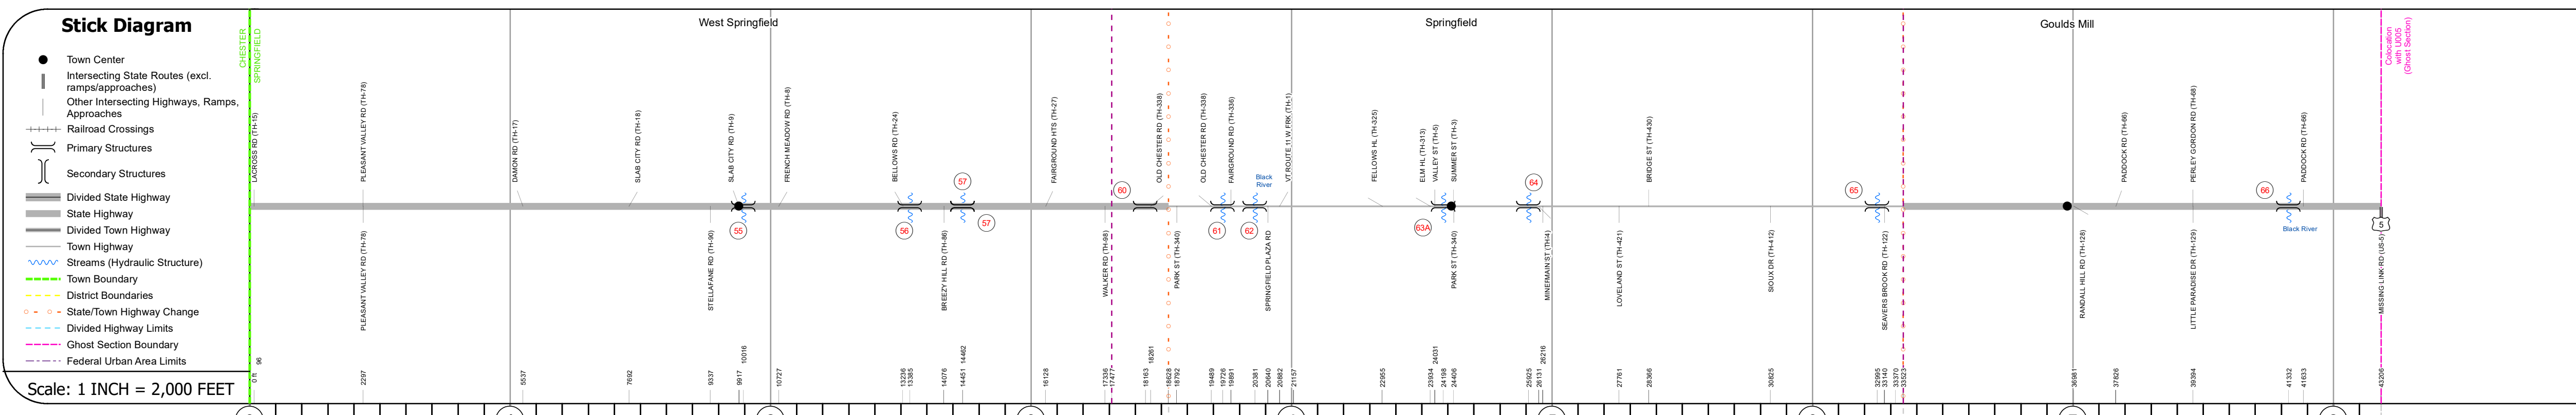 Stick Diagram
Town Center
Intersecting State Routes (excl.
ramps/approaches)
Other Intersecting Highways, Ramps,
Approaches
Railroad Crossings
Primary Structures
Secondary Structures
Divided State Highway
State Highway
Divided Town Highway
Town Highway
Streams (Hydraulic Structure)
Town Boundary
District Boundaries
State/Town Highway Change
Divided Highway Limits
Ghost Section Boundary
Federal Urban Area Limits
Scale: 1 INCH = 2,000 FEET
CHESTER
SPRINGFIELD
West Springfield
Springfield
Goulds Mill
Colocation
with U005
(Ghost Section)
LACROSS RD (TH-15)
PLEASANT VALLEY RD (TH-78)
DAMON RD (TH-17)
SLAB CITY RD (TH-18)
SLAB CITY RD (TH-9)
FRENCH MEADOW RD (TH-8)
BELLOWS RD (TH-24)
FAIRGROUND HTS (TH-27)
OLD CHESTER RD (TH-338)
OLD CHESTER RD (TH-338)
FAIRGROUND RD (TH-336)
Black
River
VT ROUTE 11 W FRK (TH-1)
FELLOWS HL (TH-325)
ELM HL (TH-313)
VALLEY ST (TH-5)
SUMMER ST (TH-3)
BRIDGE ST (TH-430)
PADDOCK RD (TH-66)
PERLEY GORDON RD (TH-68)
PADDOCK RD (TH-66)
57
60
64
65
66
55
56
57
61
62
63A
Black River
5
PLEASANT VALLEY RD (TH-78)
STELLAFANE RD (TH-90)
BREEZY HILL RD (TH-86)
WALKER RD (TH-98)
PARK ST (TH-340)
SPRINGFIELD PLAZA RD
PARK ST (TH-340)
LOVELAND ST (TH-421)
SIOUX DR (TH-412)
SEAVERS BROOK RD (TH-122)
RANDALL HILL RD (TH-128)
LITTLE PARADISE DR (TH-129)
MISSING LINK RD (US-5)
0 ft
96
2297
5537
7692
9337
9917
10016
10727
13236
13385
14076
14451
14462
16128
17336
17477
18163
18261
18628
18792
19489
19726
19891
20381
20640
20882
21157
22955
23934
24031
24198
24406
25925
26131
26216
27761
28366
30825
32995
33140
33370
33523
36981
37826
39394
41332
41633
43206